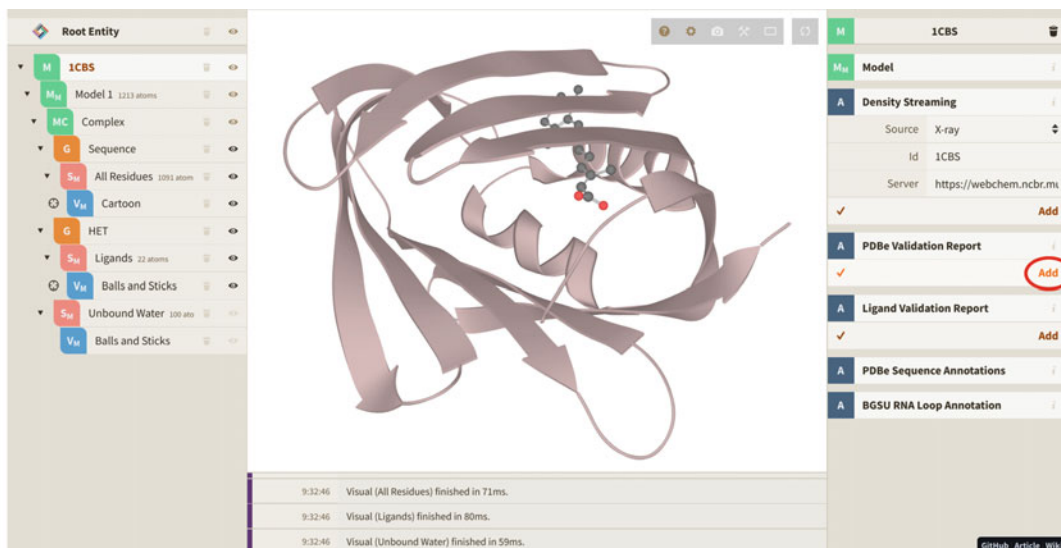 Root Entity
M 1CBS
MM Model 1 1213 atoms
MC Complex
G Sequence
SM All Residues 1091 atom
VM Cartoon
G HET
SM Ligands 22 atoms
VM Balls and Sticks
SM Unbound Water 100 ato
VM Balls and Sticks
9:32:46 Visual (All Residues) finished in 71ms.
9:32:46 Visual (Ligands) finished in 80ms.
9:32:46 Visual (Unbound Water) finished in 59ms.
M 1CBS
MM Model
A Density Streaming
Source X-ray
Id 1CBS
Server https://webchem.ncbr.mu
Add
A PDBe Validation Report
Add
A Ligand Validation Report
Add
A PDBe Sequence Annotations
A BGSU RNA Loop Annotation
GitHub Article Wiki